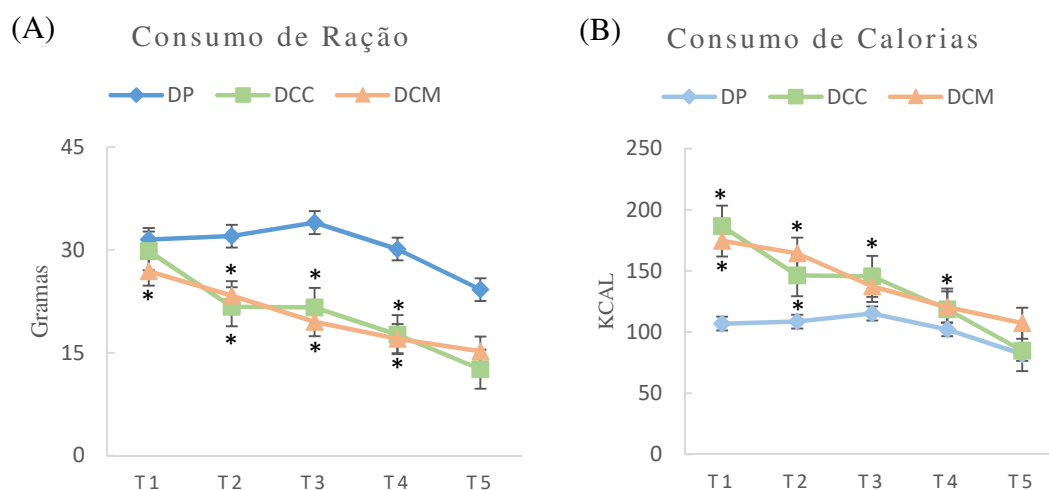 (A)
Consumo de Ração
DP DCC DCM
45
30
15
0
Gramas
* * * *
* * * *
T1 T2 T3 T4 T5
(B)
Consumo de Calorias
DP DCC DCM
250
200
150
100
50
0
KCAL
* * * *
* *
T1 T2 T3 T4 T5